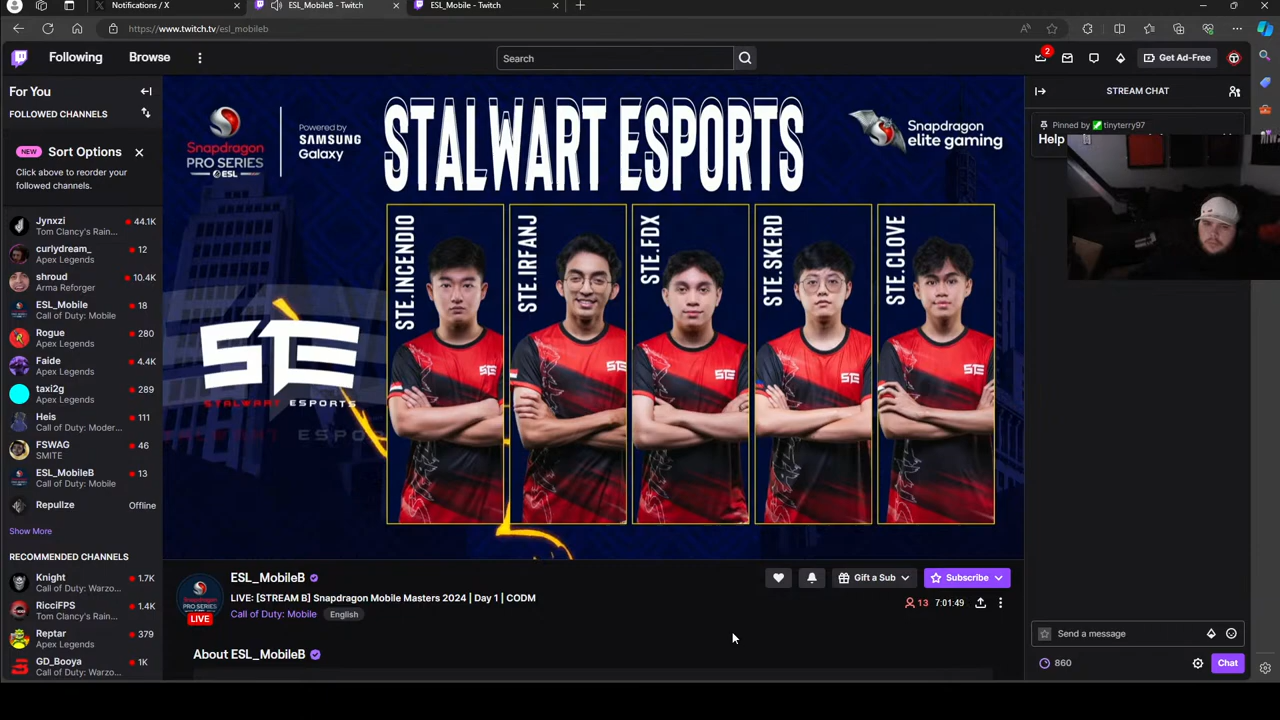 Notifications / X
ESL_MobileB - Twitch
ESL_Mobile - Twitch
https://www.twitch.tv/esl_mobileb
Following
Browse
Search
2
Get Ad-Free
For You
FOLLOWED CHANNELS
NEW
Sort Options
Click above to reorder your
followed channels.
Jynxzi
44.1K
Tom Clancy's Rain...
curlydream_
12
Apex Legends
shroud
10.4K
Arma Reforger
ESL_Mobile
18
Call of Duty: Mobile
Rogue
280
Apex Legends
Faide
4.4K
Apex Legends
taxi2g
289
Apex Legends
Heis
111
Call of Duty: Moder...
FSWAG
46
SMITE
ESL_MobileB
13
Call of Duty: Mobile
Repullze
Offline
Show More
RECOMMENDED CHANNELS
Knight
1.7K
Call of Duty: Warzo...
RicciFPS
1.4K
Tom Clancy's Rain...
Reptar
379
Apex Legends
GD_Booya
1K
Call of Duty: Warzo...
Snapdragon
PRO SERIES
ESL
Powered by
SAMSUNG
Galaxy
STALWART ESPORTS
Snapdragon
elite gaming
STE
STALWART ESPORTS
STE.INCENDIO
STE.IRFANJ
STE.FDX
STE.SKERD
STE.CLOVE
ESL_MobileB
LIVE: [STREAM B] Snapdragon Mobile Masters 2024 | Day 1 | CODM
Call of Duty: Mobile
English
LIVE
Gift a Sub
Subscribe
13
7:01:49
About ESL_MobileB
STREAM CHAT
Pinned by tinyterry97
Help
Send a message
860
Chat